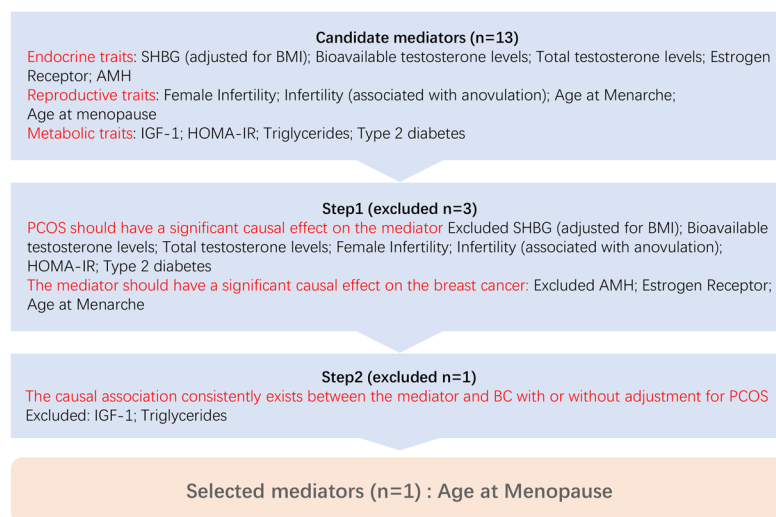 Candidate mediators (n=13)
Endocrine traits: SHBG (adjusted for BMI); Bioavailable testosterone levels; Total testosterone levels; Estrogen
Receptor; AMH
Reproductive traits: Female Infertility; Infertility (associated with anovulation); Age at Menarche;
Age at menopause
Metabolic traits: IGF-1; HOMA-IR; Triglycerides; Type 2 diabetes
Step1 (excluded n=3)
PCOS should have a significant causal effect on the mediator Excluded SHBG (adjusted for BMI); Bioavailable
testosterone levels; Total testosterone levels; Female Infertility; Infertility (associated with anovulation);
HOMA-IR; Type 2 diabetes
The mediator should have a significant causal effect on the breast cancer: Excluded AMH; Estrogen Receptor;
Age at Menarche
Step2 (excluded n=1)
The causal association consistently exists between the mediator and BC with or without adjustment for PCOS
Excluded: IGF-1; Triglycerides
Selected mediators (n=1) : Age at Menopause